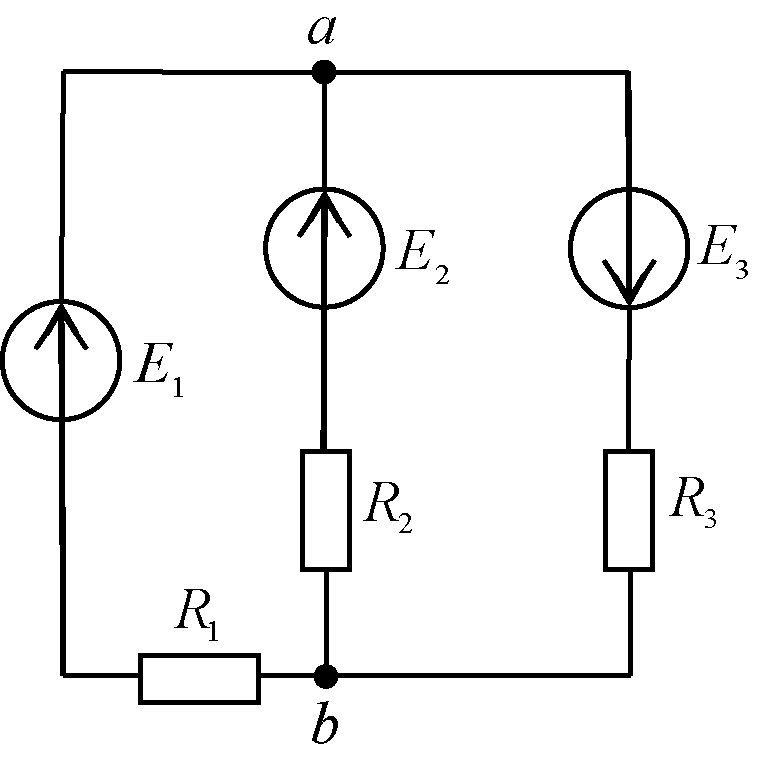 a
E₂
E₃
E₁
R₂
R₃
R₁
b